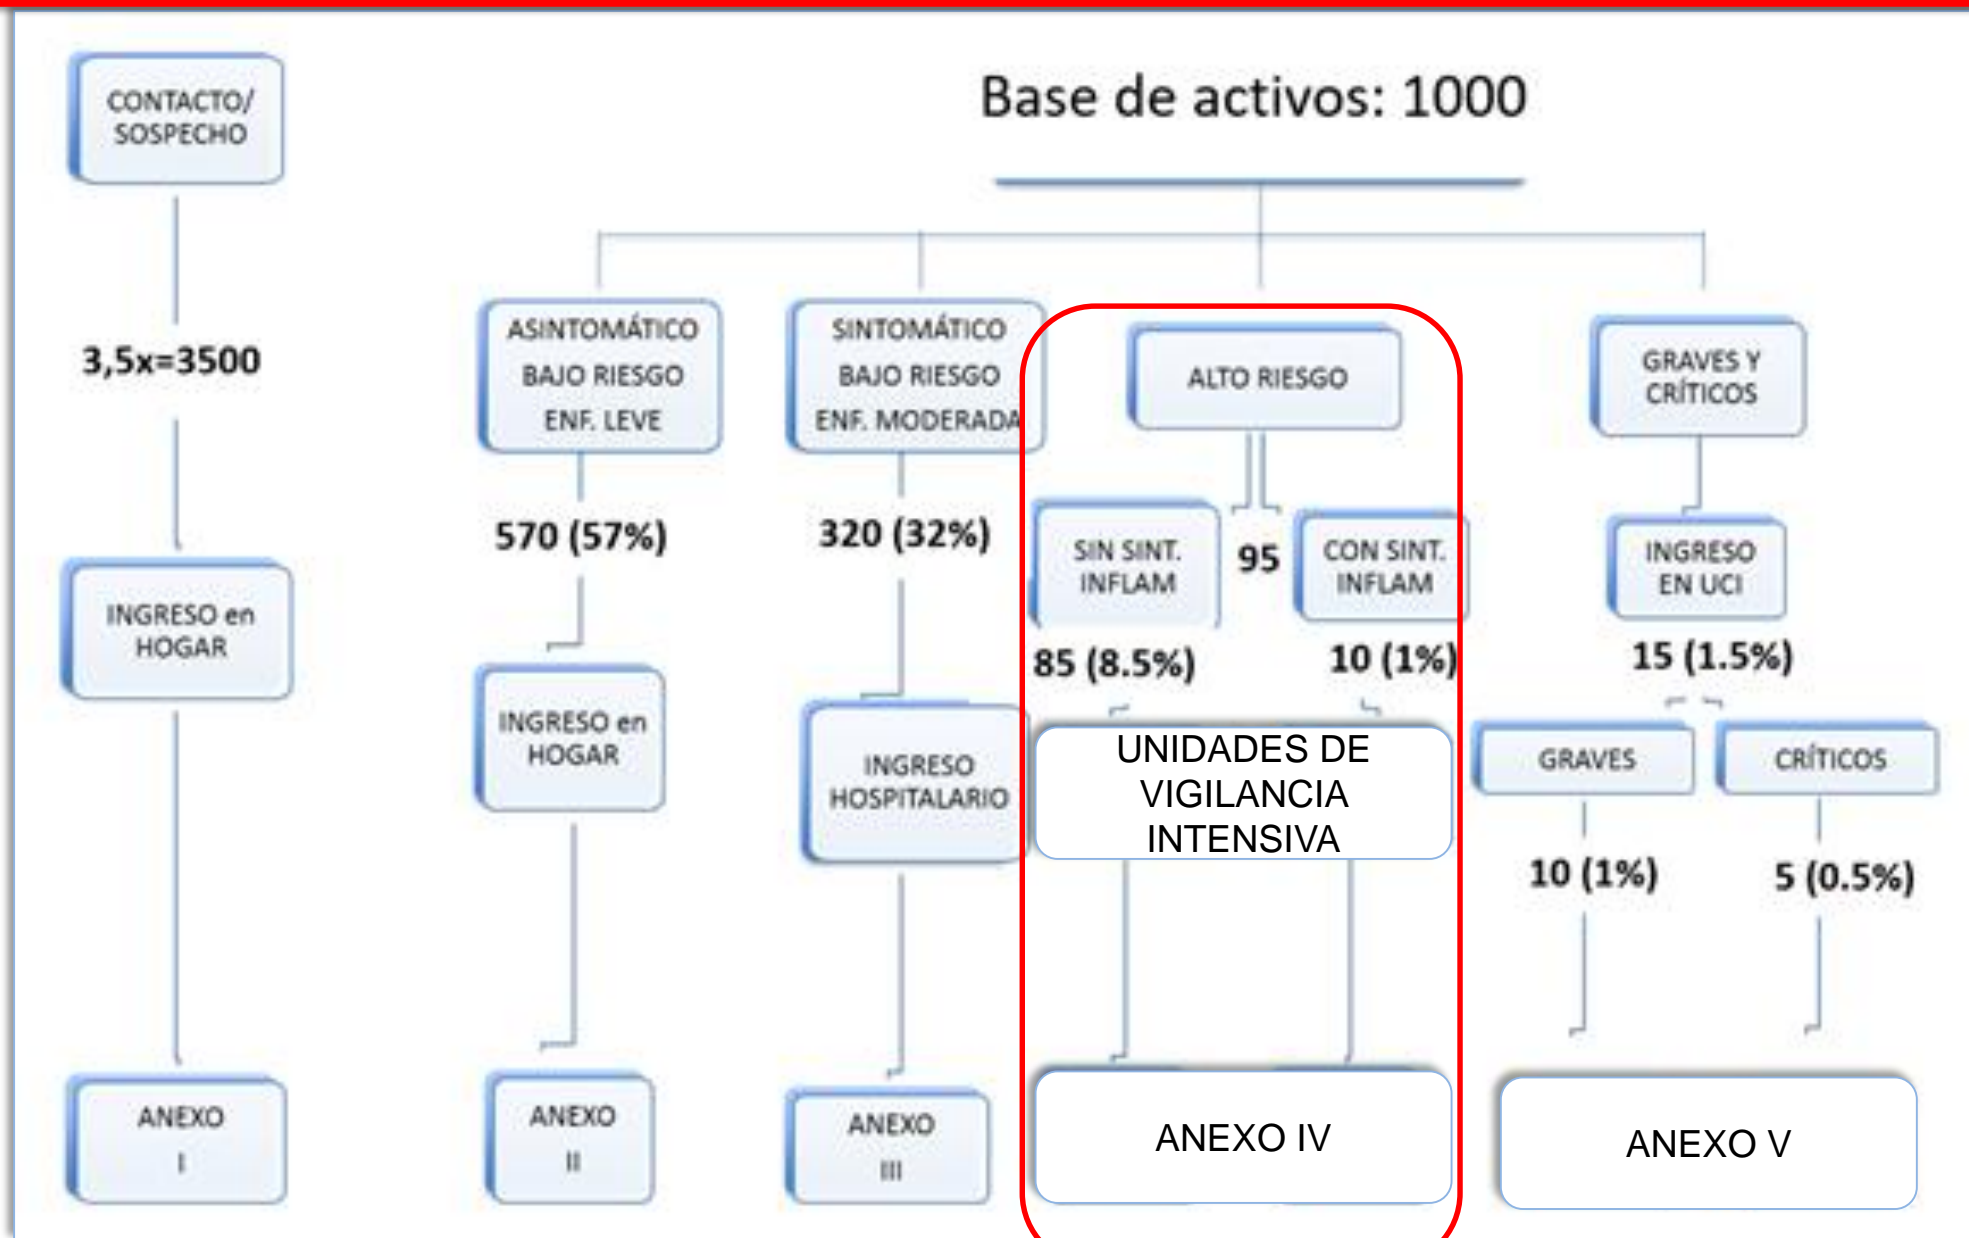 Base de activos: 1000
CONTACTO/
SOSPECHO
3,5x=3500
INGRESO en
HOGAR
ANEXO
I
ASINTOMÁTICO
BAJO RIESGO
ENF. LEVE
570 (57%)
INGRESO en
HOGAR
ANEXO
II
SINTOMÁTICO
BAJO RIESGO
ENF. MODERADA
320 (32%)
INGRESO
HOSPITALARIO
ANEXO
III
ALTO RIESGO
95
SIN SINT.
INFLAM
85 (8.5%)
CON SINT.
INFLAM
10 (1%)
UNIDADES DE
VIGILANCIA
INTENSIVA
ANEXO IV
GRAVES Y
CRÍTICOS
INGRESO
EN UCI
15 (1.5%)
GRAVES
10 (1%)
CRÍTICOS
5 (0.5%)
ANEXO V